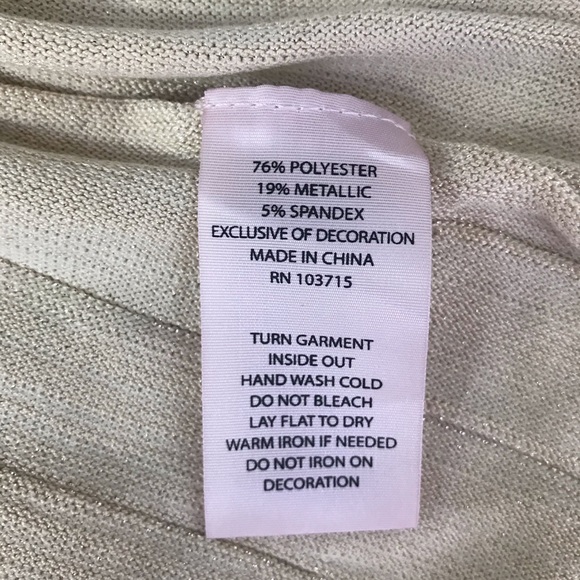 76% POLYESTER
19% METALLIC
5% SPANDEX
EXCLUSIVE OF DECORATION
MADE IN CHINA
RN 103715
TURN GARMENT
INSIDE OUT
HAND WASH COLD
DO NOT BLEACH
LAY FLAT TO DRY
WARM IRON IF NEEDED
DO NOT IRON ON
DECORATION